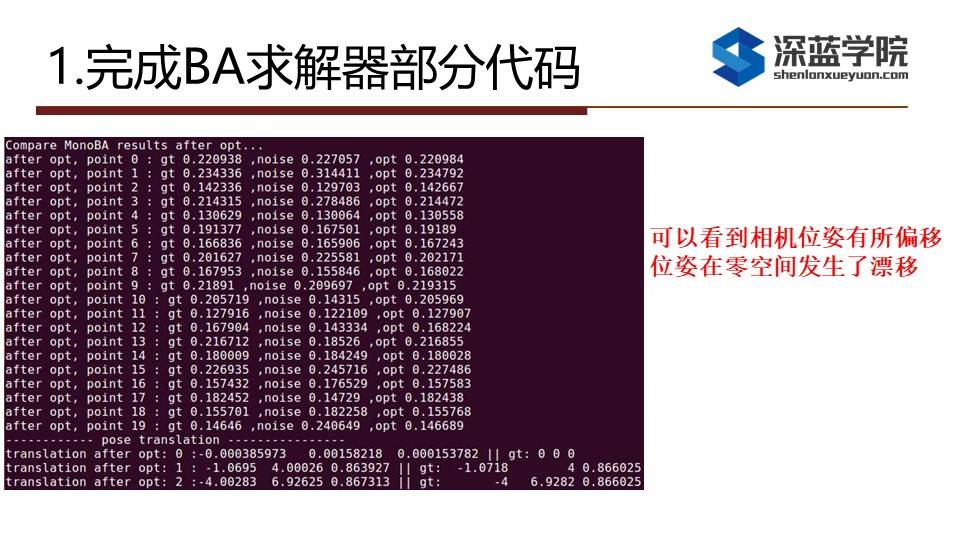 1.完成BA求解器部分代码
深蓝学院
shenlanxueyuan.com
Compare MonoBA results after opt...
after opt, point 0 : gt 0.220938 ,noise 0.227057 ,opt 0.220984
after opt, point 1 : gt 0.234336 ,noise 0.314411 ,opt 0.234792
after opt, point 2 : gt 0.142336 ,noise 0.129703 ,opt 0.142667
after opt, point 3 : gt 0.214315 ,noise 0.278486 ,opt 0.214472
after opt, point 4 : gt 0.130629 ,noise 0.130064 ,opt 0.130558
after opt, point 5 : gt 0.191377 ,noise 0.167501 ,opt 0.19189
after opt, point 6 : gt 0.166836 ,noise 0.165906 ,opt 0.167243
after opt, point 7 : gt 0.201627 ,noise 0.225581 ,opt 0.202171
after opt, point 8 : gt 0.167953 ,noise 0.155846 ,opt 0.168022
after opt, point 9 : gt 0.21891 ,noise 0.209697 ,opt 0.219315
after opt, point 10 : gt 0.205719 ,noise 0.14315 ,opt 0.205969
after opt, point 11 : gt 0.127916 ,noise 0.122109 ,opt 0.127907
after opt, point 12 : gt 0.167904 ,noise 0.143334 ,opt 0.168224
after opt, point 13 : gt 0.216712 ,noise 0.18526 ,opt 0.216855
after opt, point 14 : gt 0.180009 ,noise 0.184249 ,opt 0.180028
after opt, point 15 : gt 0.226935 ,noise 0.245716 ,opt 0.227486
after opt, point 16 : gt 0.157432 ,noise 0.176529 ,opt 0.157583
after opt, point 17 : gt 0.182452 ,noise 0.14729 ,opt 0.182438
after opt, point 18 : gt 0.155701 ,noise 0.182258 ,opt 0.155768
after opt, point 19 : gt 0.14646 ,noise 0.240649 ,opt 0.146689
------------ pose translation ----------------
translation after opt: 0 :-0.000385973   0.00158218  0.000153782 || gt: 0 0 0
translation after opt: 1 : -1.0695  4.00026 0.863927 || gt:  -1.0718        4 0.866025
translation after opt: 2 :-4.00283  6.92625 0.867313 || gt:       -4   6.9282 0.866025
可以看到相机位姿有所偏移
位姿在零空间发生了漂移